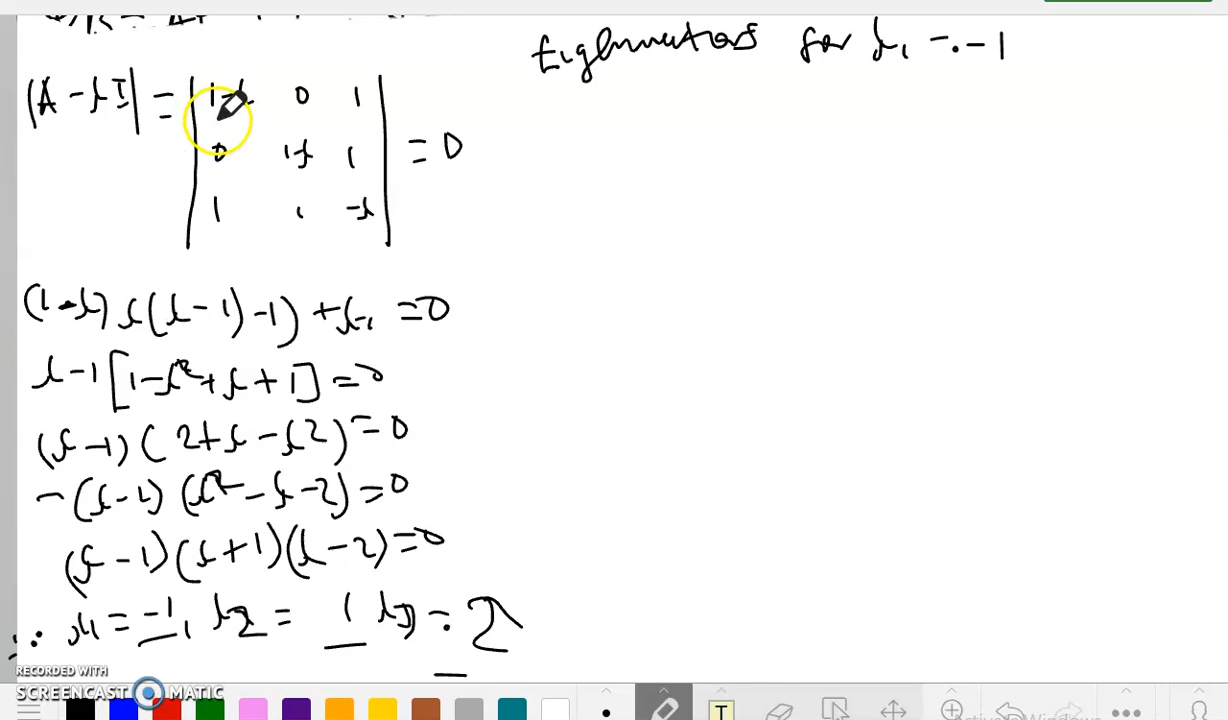 Eigenvectors for λ₁ = -1
|A - λI| = | 1-λ 0 1
0 1-λ 1 = 0
1 1 -λ
(1-λ) λ(λ-1)-1) + λ-1 = 0
λ-1 [1-λ²+λ+1] = 0
(λ-1)(2+λ-λ2) = 0
-(λ-1)(λ²-λ-2) = 0
(λ-1)(λ+1)(λ-2) = 0
∴ λ1 = -1, λ2 = 1 λ3 = 2
RECORDED WITH
SCREENCAST MATIC
T
Activate Windows